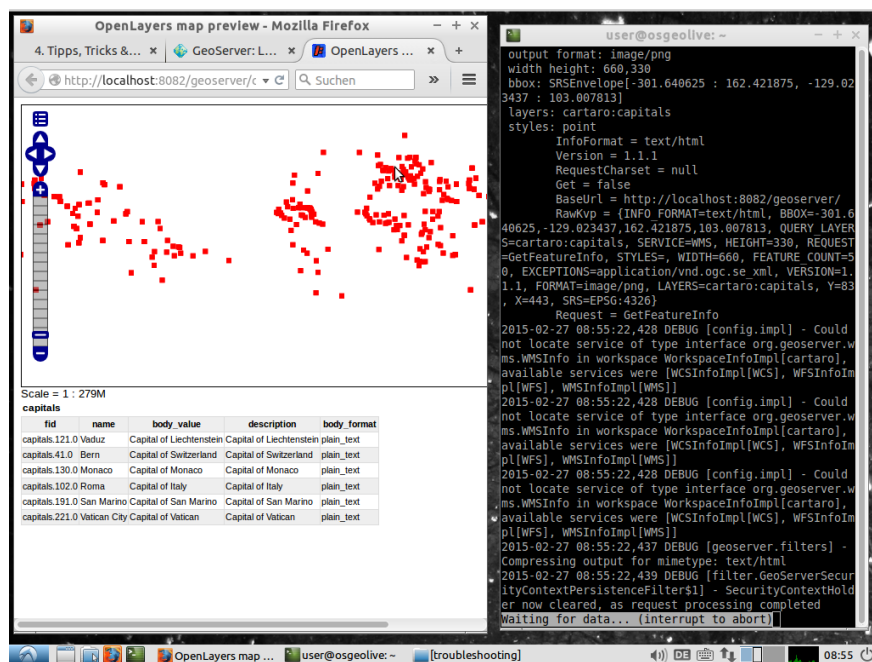 OpenLayers map preview - Mozilla Firefox
4. Tipps, Tricks &...
GeoServer: L...
OpenLayers ...
http://localhost:8082/geoserver/c
Suchen
Scale = 1 : 279M
capitals
fid name body_value description body_format
capitals.121.0 Vaduz Capital of Liechtenstein Capital of Liechtenstein plain_text
capitals.41.0 Bern Capital of Switzerland Capital of Switzerland plain_text
capitals.130.0 Monaco Capital of Monaco Capital of Monaco plain_text
capitals.102.0 Roma Capital of Italy Capital of Italy plain_text
capitals.191.0 San Marino Capital of San Marino Capital of San Marino plain_text
capitals.221.0 Vatican City Capital of Vatican Capital of Vatican plain_text
user@osgeolive: ~
output format: image/png
width height: 660,330
bbox: SRSEnvelope[-301.640625 : 162.421875, -129.02
3437 : 103.007813]
layers: cartaro:capitals
styles: point
InfoFormat = text/html
Version = 1.1.1
RequestCharset = null
Get = false
BaseUrl = http://localhost:8082/geoserver/
RawKvp = {INFO_FORMAT=text/html, BBOX=-301.6
40625,-129.023437,162.421875,103.007813, QUERY_LAYER
S=cartaro:capitals, SERVICE=WMS, HEIGHT=330, REQUEST
=GetFeatureInfo, STYLES=, WIDTH=660, FEATURE_COUNT=5
0, EXCEPTIONS=application/vnd.ogc.se_xml, VERSION=1.
1.1, FORMAT=image/png, LAYERS=cartaro:capitals, Y=83
, X=443, SRS=EPSG:4326}
Request = GetFeatureInfo
2015-02-27 08:55:22,428 DEBUG [config.impl] - Could
not locate service of type interface org.geoserver.w
ms.WMSInfo in workspace WorkspaceInfoImpl[cartaro],
available services were [WCSInfoImpl[WCS], WFSInfoIm
pl[WFS], WMSInfoImpl[WMS]]
2015-02-27 08:55:22,428 DEBUG [config.impl] - Could
not locate service of type interface org.geoserver.w
ms.WMSInfo in workspace WorkspaceInfoImpl[cartaro],
available services were [WCSInfoImpl[WCS], WFSInfoIm
pl[WFS], WMSInfoImpl[WMS]]
2015-02-27 08:55:22,428 DEBUG [config.impl] - Could
not locate service of type interface org.geoserver.w
ms.WMSInfo in workspace WorkspaceInfoImpl[cartaro],
available services were [WCSInfoImpl[WCS], WFSInfoIm
pl[WFS], WMSInfoImpl[WMS]]
2015-02-27 08:55:22,437 DEBUG [geoserver.filters] -
Compressing output for mimetype: text/html
2015-02-27 08:55:22,439 DEBUG [filter.GeoServerSecur
ityContextPersistenceFilter$1] - SecurityContextHold
er now cleared, as request processing completed
Waiting for data... (interrupt to abort)
OpenLayers map ...
user@osgeolive: ~
[troubleshooting]
DE
08:55